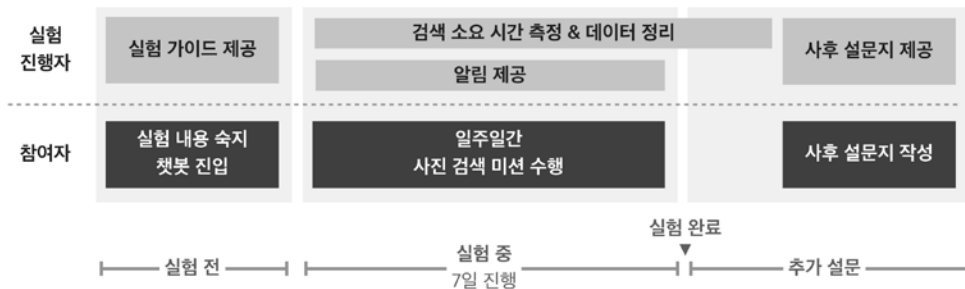 실험
진행자
실험 가이드 제공
검색 소요 시간 측정 & 데이터 정리
알림 제공
사후 설문지 제공
참여자
실험 내용 숙지
챗봇 진입
일주일간
사진 검색 미션 수행
사후 설문지 작성
실험 완료
실험 전
실험 중
7일 진행
추가 설문